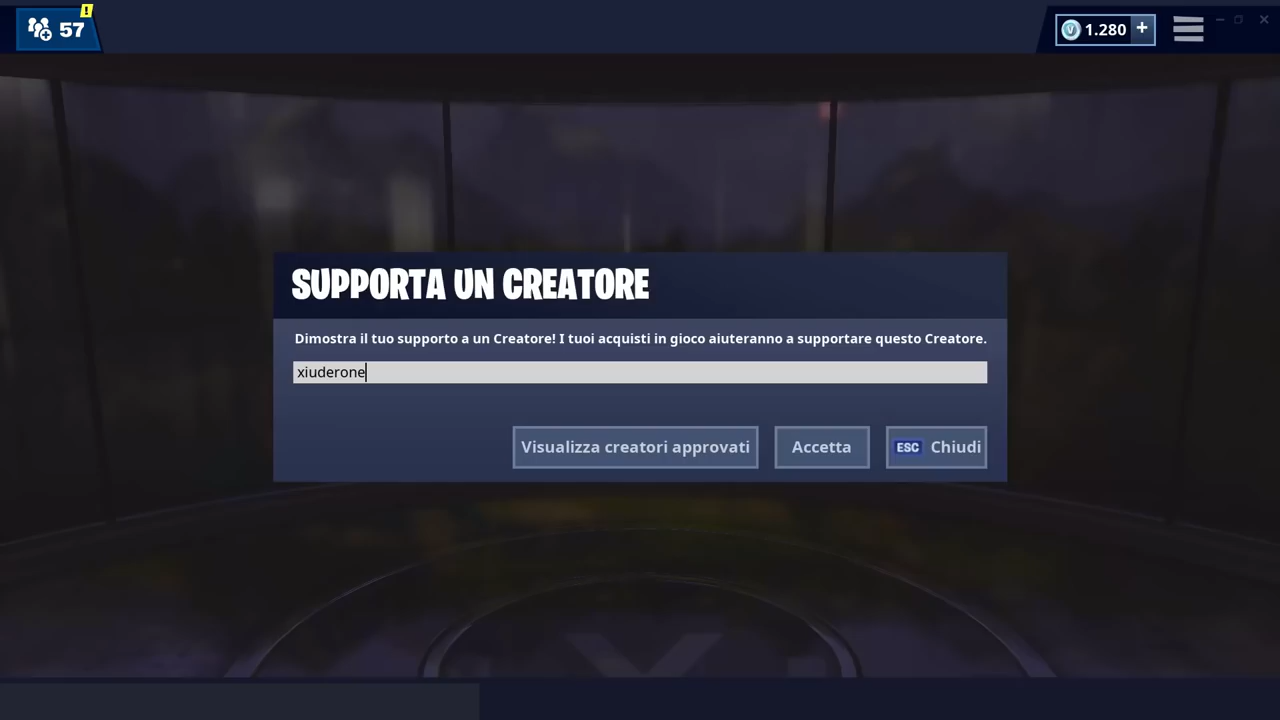 !
57
V 1.280 +
SUPPORTA UN CREATORE
Dimostra il tuo supporto a un Creatore! I tuoi acquisti in gioco aiuteranno a supportare questo Creatore.
xiuderone
Visualizza creatori approvati
Accetta
ESC Chiudi